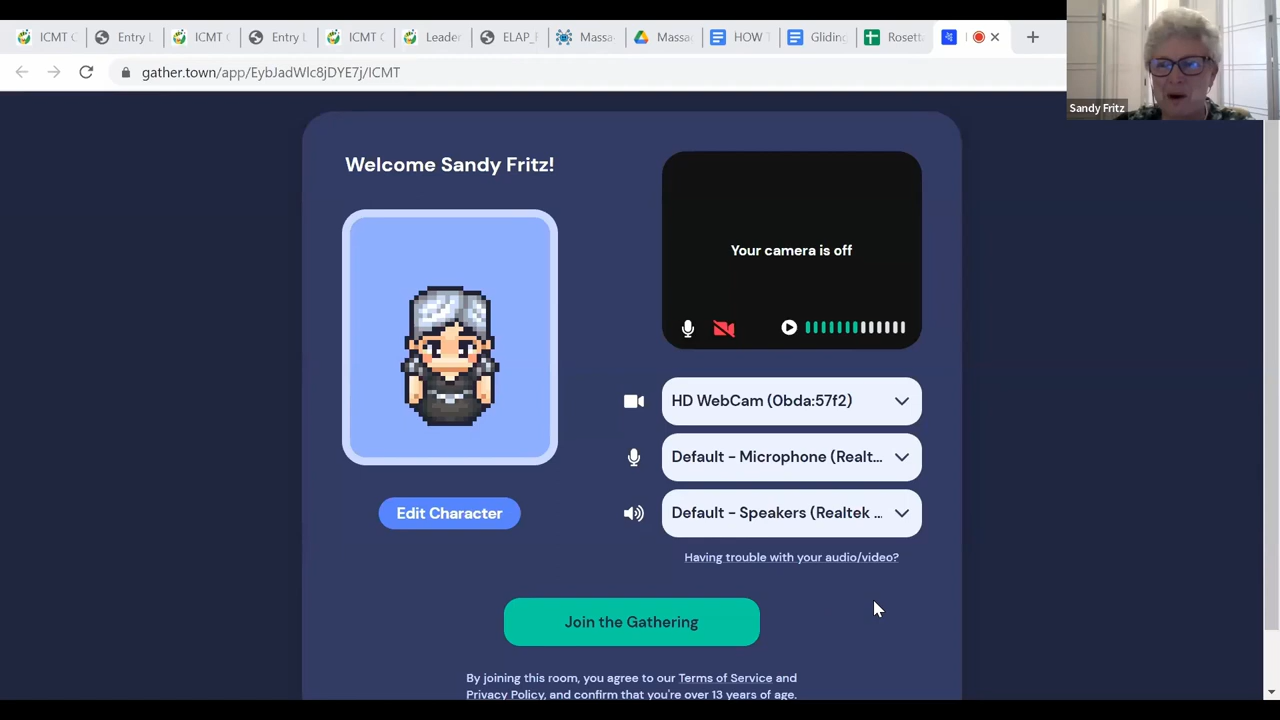 ICMT C
Entry L
ICMT C
Entry L
ICMT C
Leade
ELAP_F
Massa
Massa
HOW T
Gliding
Rosett
gather.town/app/EybJadWlc8jDYE7j/ICMT
Sandy Fritz
Welcome Sandy Fritz!
Your camera is off
HD WebCam (0bda:57f2)
Default - Microphone (Realt...
Default - Speakers (Realtek ...
Edit Character
Having trouble with your audio/video?
Join the Gathering
By joining this room, you agree to our Terms of Service and
Privacy Policy, and confirm that you're over 13 years of age.